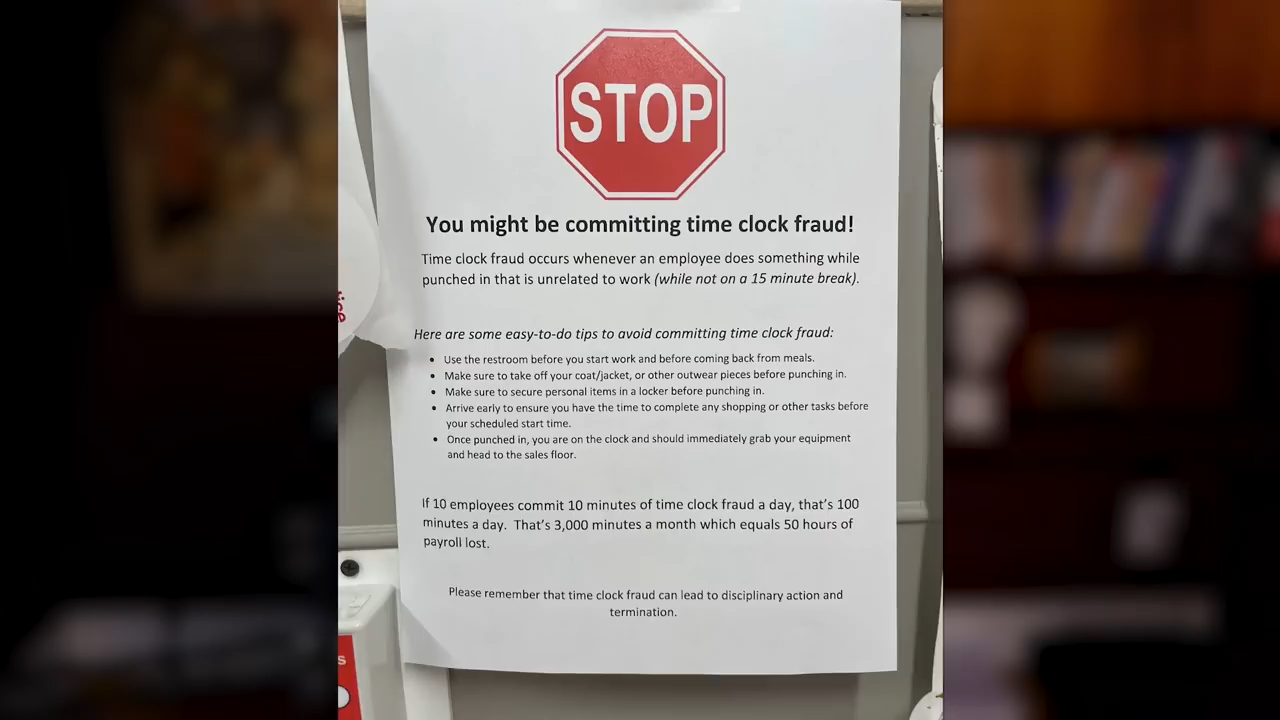 STOP
You might be committing time clock fraud!
Time clock fraud occurs whenever an employee does something while
punched in that is unrelated to work (while not on a 15 minute break).
Here are some easy-to-do tips to avoid committing time clock fraud:
• Use the restroom before you start work and before coming back from meals.
• Make sure to take off your coat/jacket, or other outwear pieces before punching in.
• Make sure to secure personal items in a locker before punching in.
• Arrive early to ensure you have the time to complete any shopping or other tasks before
your scheduled start time.
• Once punched in, you are on the clock and should immediately grab your equipment
and head to the sales floor.
If 10 employees commit 10 minutes of time clock fraud a day, that's 100
minutes a day.  That's 3,000 minutes a month which equals 50 hours of
payroll lost.
Please remember that time clock fraud can lead to disciplinary action and
termination.